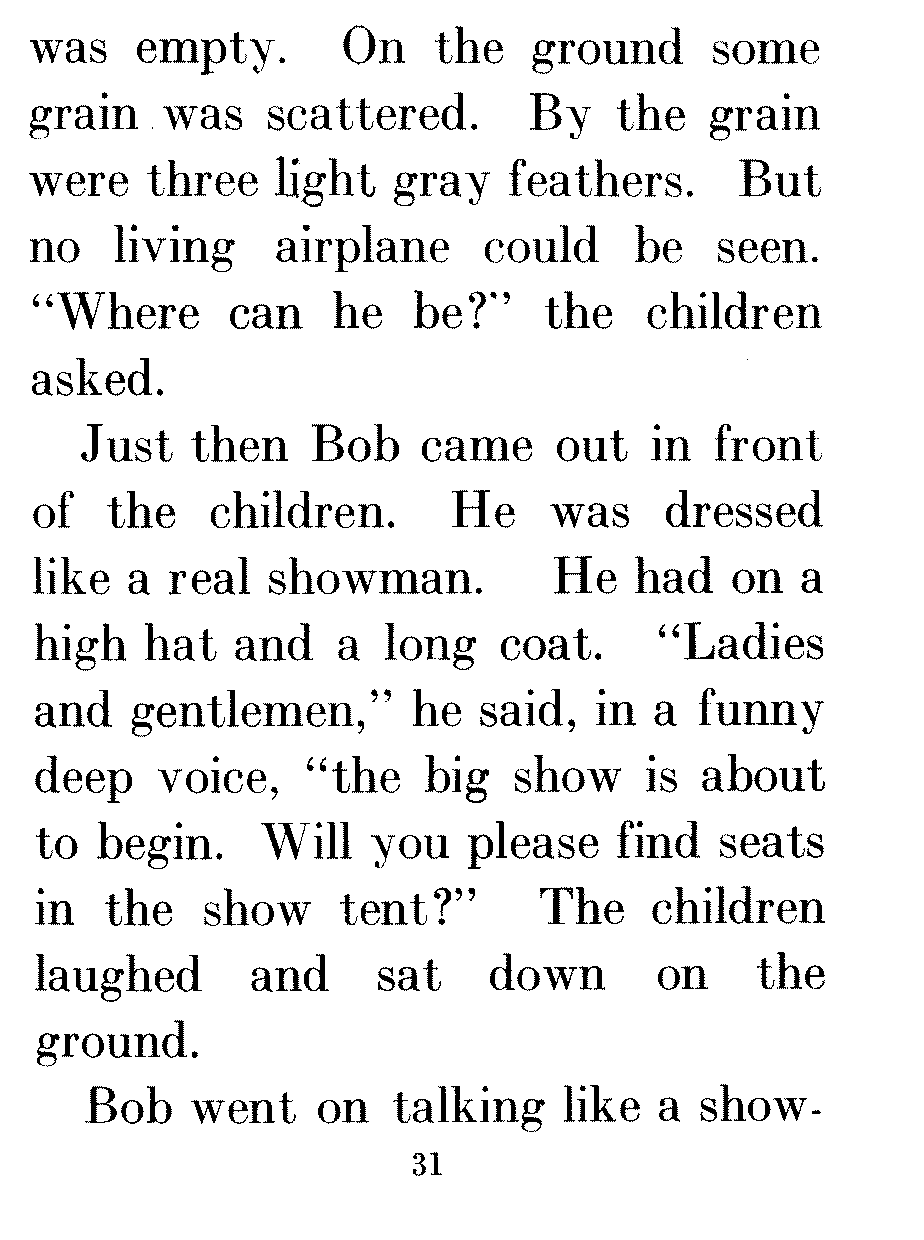 was empty. On the ground some
grain was scattered. By the grain
were three light gray feathers. But
no living airplane could be seen.
“Where can he be?” the children
asked.
Just then Bob came out in front
of the children. He was dressed
like a real showman. He had on a
high hat and a long coat. “Ladies
and gentlemen,” he said, in a funny
deep voice, “the big show is about
to begin. Will you please find seats
in the show tent?” The children
laughed and sat down on the
ground.
Bob went on talking like a show-
31